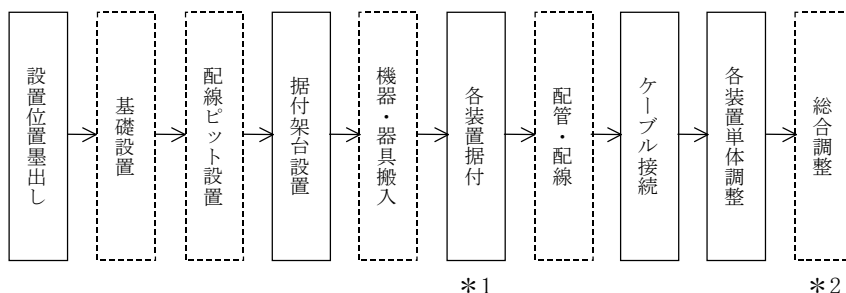 設置位置墨出し
基礎設置
配線ピット設置
据付架台設置
機器・器具搬入
各装置据付
配管・配線
ケーブル接続
各装置単体調整
総合調整
＊1
＊2